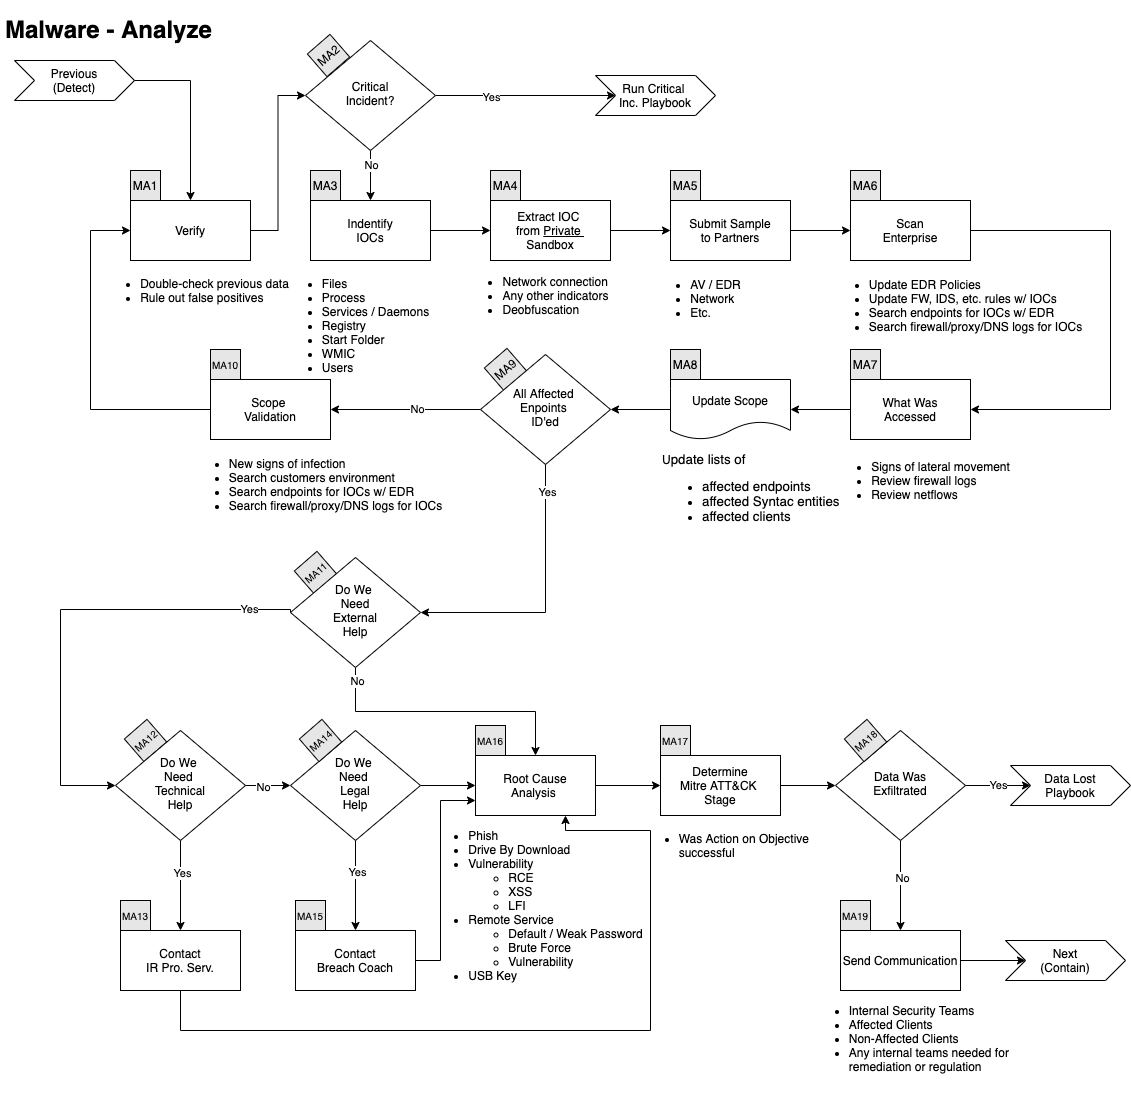 Malware - Analyze
Previous
(Detect)
MA2
Critical
Incident?
Yes
Run Critical
Inc. Playbook
No
MA1
Verify
• Double-check previous data
• Rule out false positives
MA3
Indentify
IOCs
• Files
• Process
• Services / Daemons
• Registry
• Start Folder
• WMIC
• Users
MA4
Extract IOC
from Private
Sandbox
• Network connection
• Any other indicators
• Deobfuscation
MA5
Submit Sample
to Partners
• AV / EDR
• Network
• Etc.
MA6
Scan
Enterprise
• Update EDR Policies
• Update FW, IDS, etc. rules w/ IOCs
• Search endpoints for IOCs w/ EDR
• Search firewall/proxy/DNS logs for IOCs
MA10
Scope
Validation
• New signs of infection
• Search customers environment
• Search endpoints for IOCs w/ EDR
• Search firewall/proxy/DNS logs for IOCs
No
MA9
All Affected
Enpoints
ID'ed
Yes
MA8
Update Scope
Update lists of
• affected endpoints
• affected Syntac entities
• affected clients
MA7
What Was
Accessed
• Signs of lateral movement
• Review firewall logs
• Review netflows
MA11
Do We
Need
External
Help
Yes
No
MA12
Do We
Need
Technical
Help
No
Yes
MA13
Contact
IR Pro. Serv.
MA14
Do We
Need
Legal
Help
Yes
MA15
Contact
Breach Coach
MA16
Root Cause
Analysis
• Phish
• Drive By Download
• Vulnerability
◦ RCE
◦ XSS
◦ LFI
• Remote Service
◦ Default / Weak Password
◦ Brute Force
◦ Vulnerability
• USB Key
MA17
Determine
Mitre ATT&CK
Stage
• Was Action on Objective
successful
MA18
Data Was
Exfiltrated
Yes
Data Lost
Playbook
No
MA19
Send Communication
• Internal Security Teams
• Affected Clients
• Non-Affected Clients
• Any internal teams needed for
remediation or regulation
Next
(Contain)